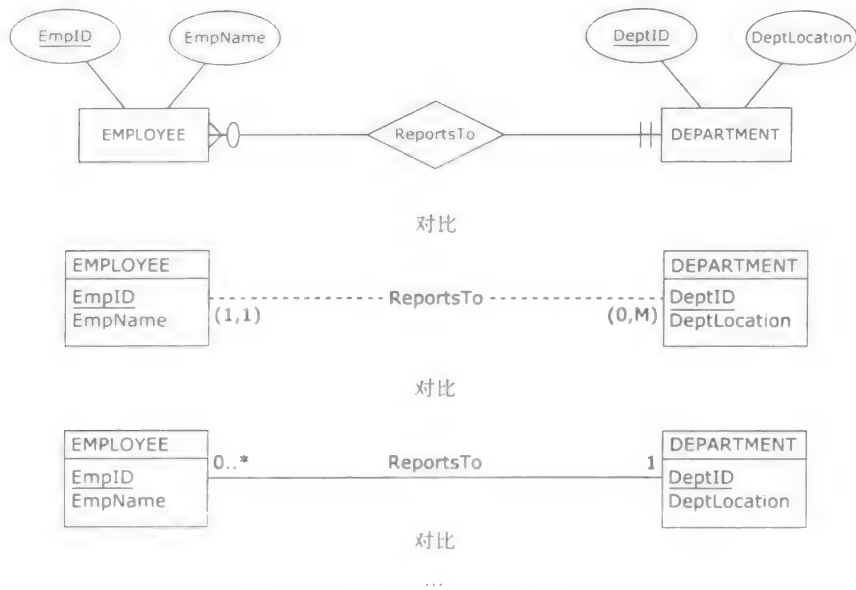 EmpID EmpName DeptID DeptLocation
EMPLOYEE ReportsTo DEPARTMENT
对比
EMPLOYEE DEPARTMENT
EmpID ReportsTo DeptID
EmpName (1,1) (0,M) DeptLocation
对比
EMPLOYEE DEPARTMENT
0..* ReportsTo 1
EmpID DeptID
EmpName DeptLocation
对比
...